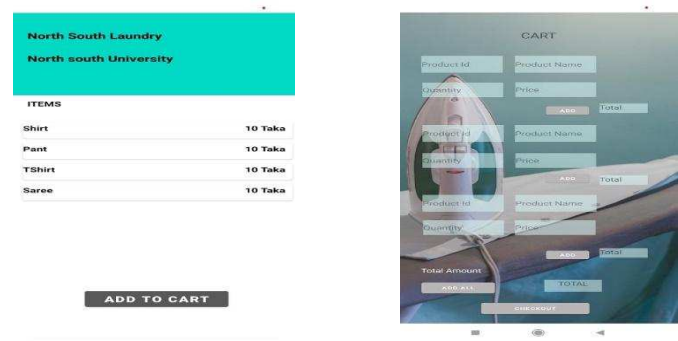 North South Laundry
North south University
ITEMS
Shirt 10 Taka
Pant 10 Taka
TShirt 10 Taka
Saree 10 Taka
ADD TO CART
CART
Product Id Product Name
Quantity Price
ADD Total
Product Id Product Name
Quantity Price
ADD Total
Product Id Product Name
Quantity Price
ADD Total
Total Amount
ADD ALL TOTAL
CHECKOUT